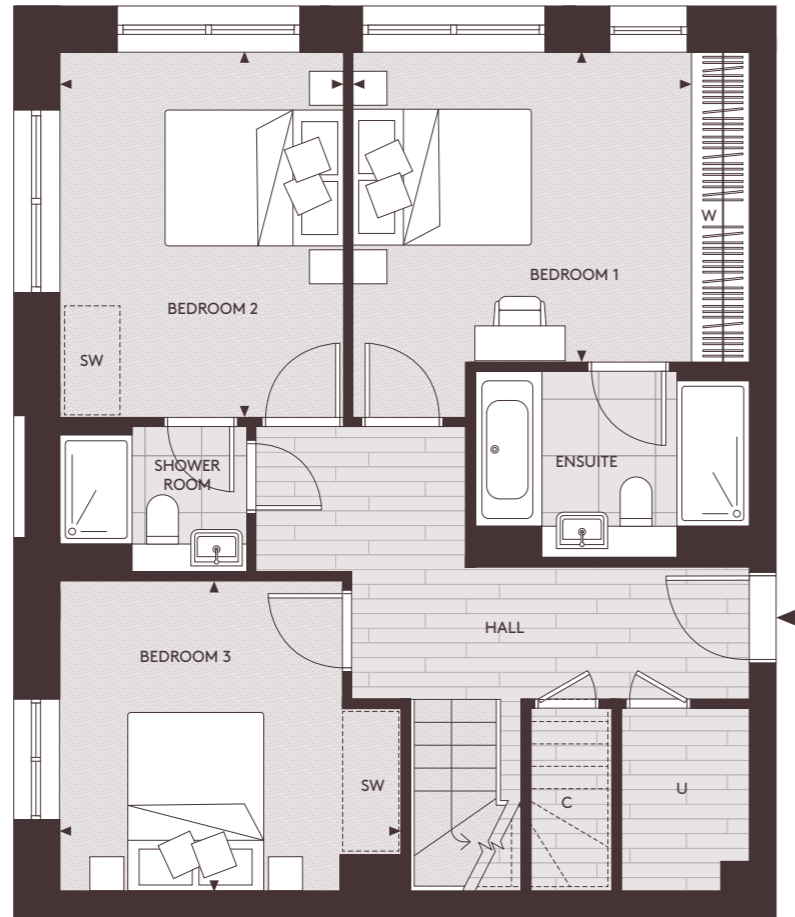 W
BEDROOM 1
BEDROOM 2
SW
SHOWER
ROOM
ENSUITE
HALL
BEDROOM 3
SW
C
U